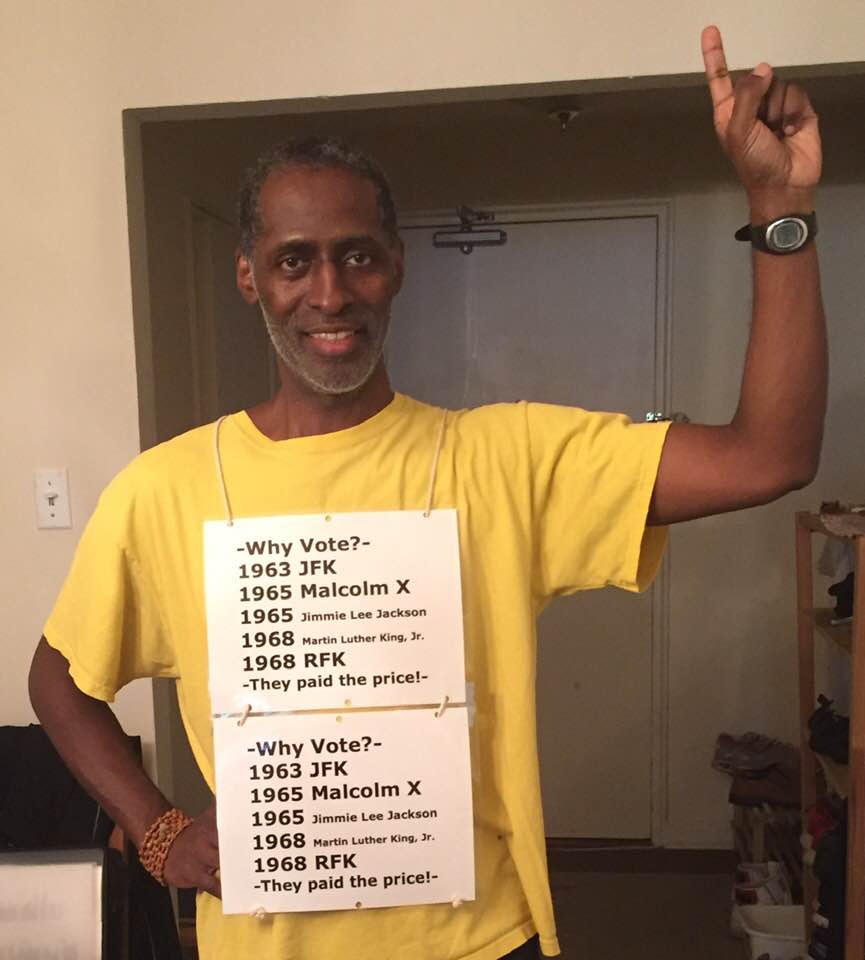 -Why Vote?-
1963 JFK
1965 Malcolm X
1965 Jimmie Lee Jackson
1968 Martin Luther King, Jr.
1968 RFK
-They paid the price!-
-Why Vote?-
1963 JFK
1965 Malcolm X
1965 Jimmie Lee Jackson
1968 Martin Luther King, Jr.
1968 RFK
-They paid the price!-